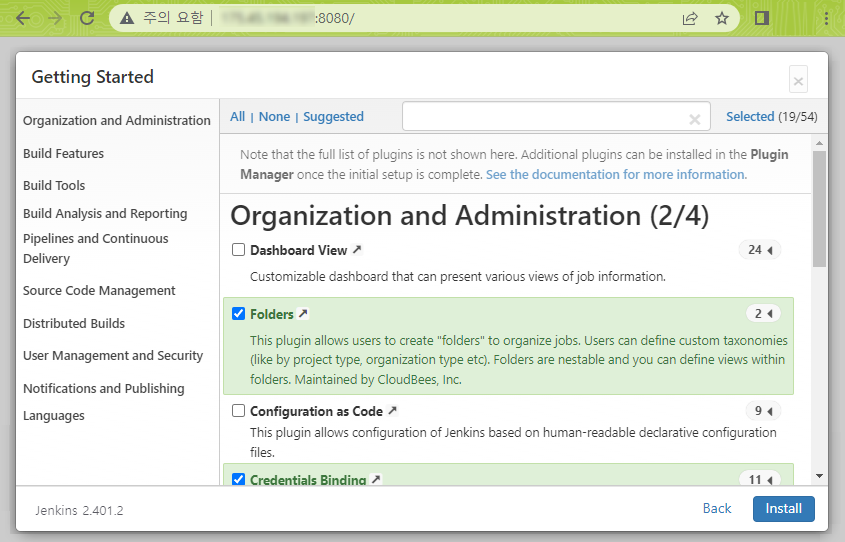 주의 요함 | :8080/
Getting Started
Organization and Administration
Build Features
Build Tools
Build Analysis and Reporting
Pipelines and Continuous
Delivery
Source Code Management
Distributed Builds
User Management and Security
Notifications and Publishing
Languages
All | None | Suggested
Selected (19/54)
Note that the full list of plugins is not shown here. Additional plugins can be installed in the Plugin
Manager once the initial setup is complete. See the documentation for more information.
Organization and Administration (2/4)
Dashboard View 24
Customizable dashboard that can present various views of job information.
Folders 2
This plugin allows users to create "folders" to organize jobs. Users can define custom taxonomies
(like by project type, organization type etc). Folders are nestable and you can define views within
folders. Maintained by CloudBees, Inc.
Configuration as Code 9
This plugin allows configuration of Jenkins based on human-readable declarative configuration
files.
Credentials Binding 11
Jenkins 2.401.2
Back
Install